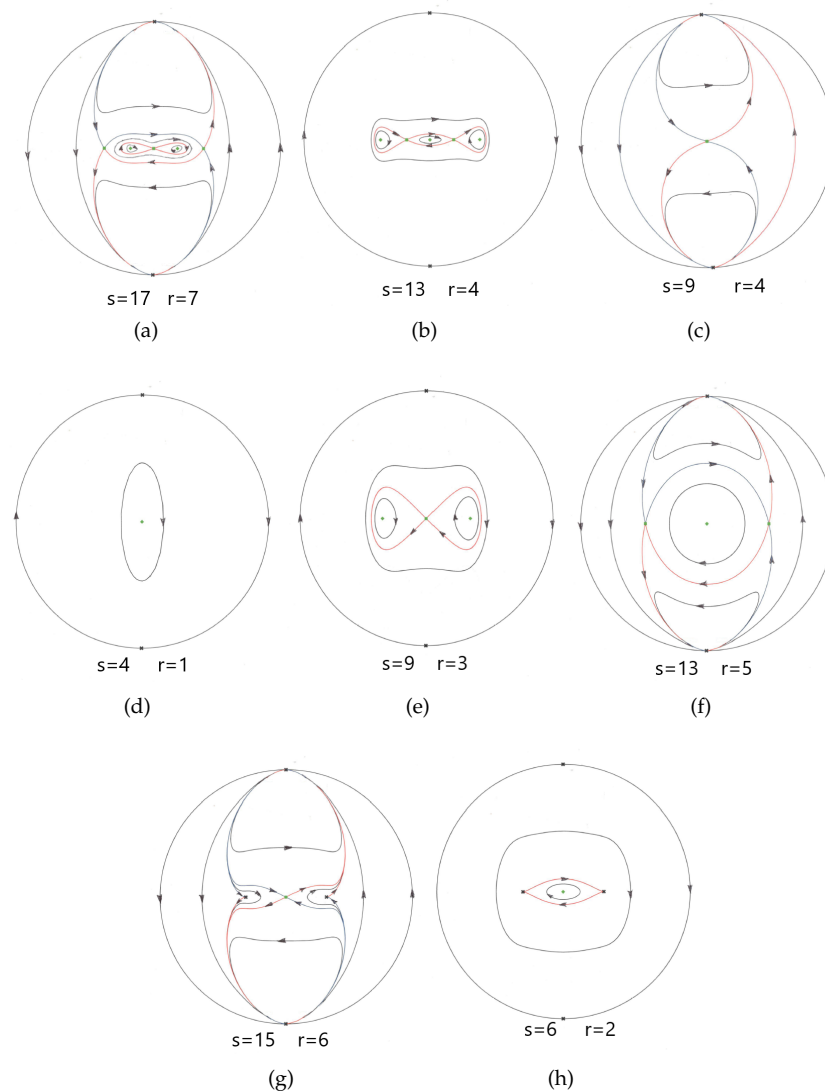 s=17 r=7
s=13 r=4
s=9 r=4
(a)
(b)
(c)
s=4 r=1
s=9 r=3
s=13 r=5
(d)
(e)
(f)
s=15 r=6
s=6 r=2
(g)
(h)